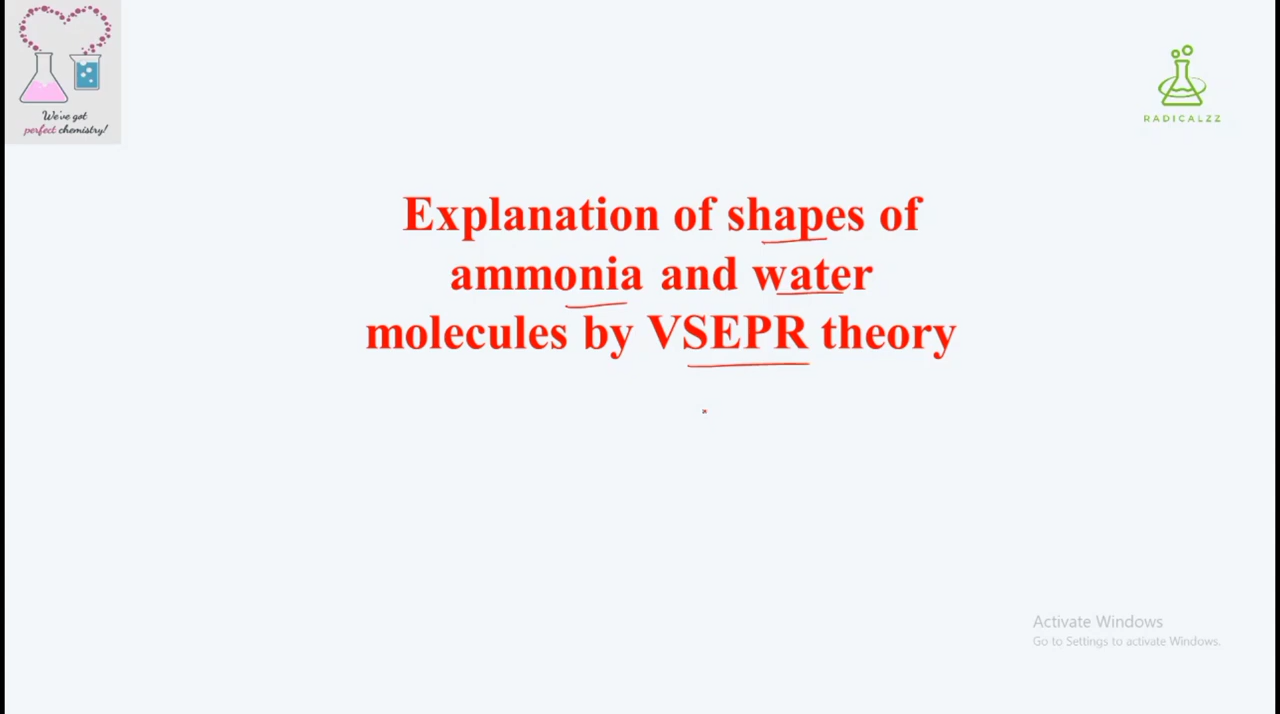 We've got
perfect chemistry!
RADICALZZ
Explanation of shapes of
ammonia and water
molecules by VSEPR theory
Activate Windows
Go to Settings to activate Windows.